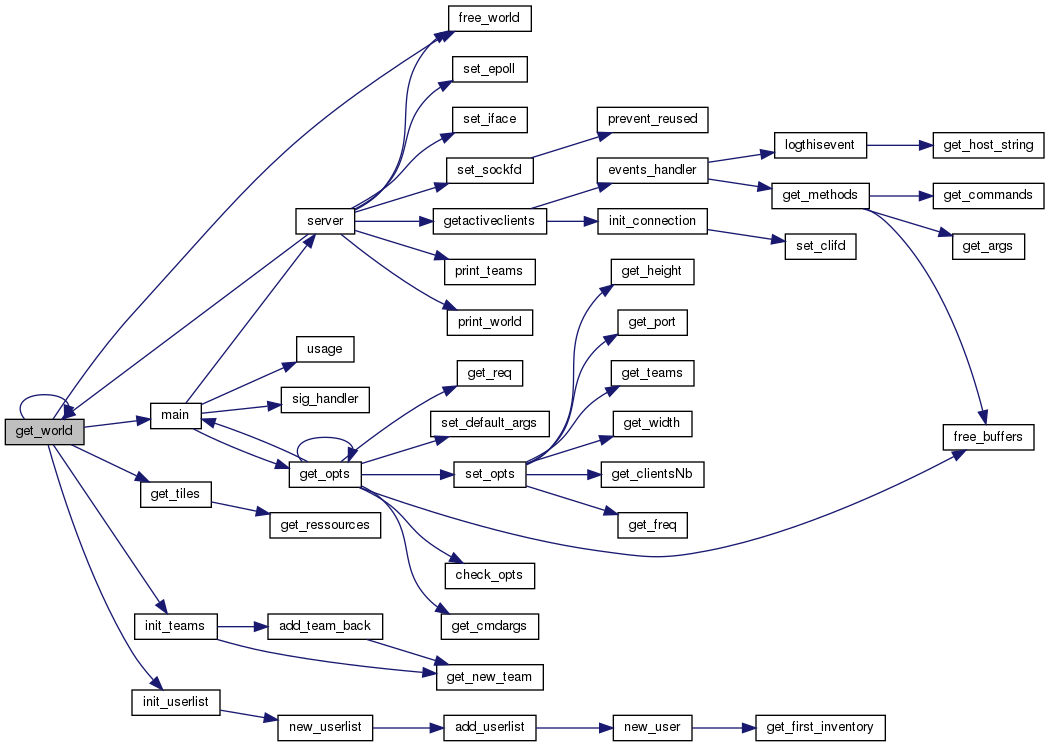 free_world
set_epoll
set_iface
prevent_reused
logthisevent
get_host_string
set_sockfd
events_handler
get_methods
get_commands
server
getactiveclients
init_connection
set_clifd
get_args
print_teams
get_height
print_world
get_port
usage
get_req
get_teams
sig_handler
main
set_default_args
get_width
get_world
free_buffers
get_opts
set_opts
get_clientsNb
get_tiles
get_ressources
get_freq
check_opts
init_teams
add_team_back
get_cmdargs
get_new_team
init_userlist
new_userlist
add_userlist
new_user
get_first_inventory